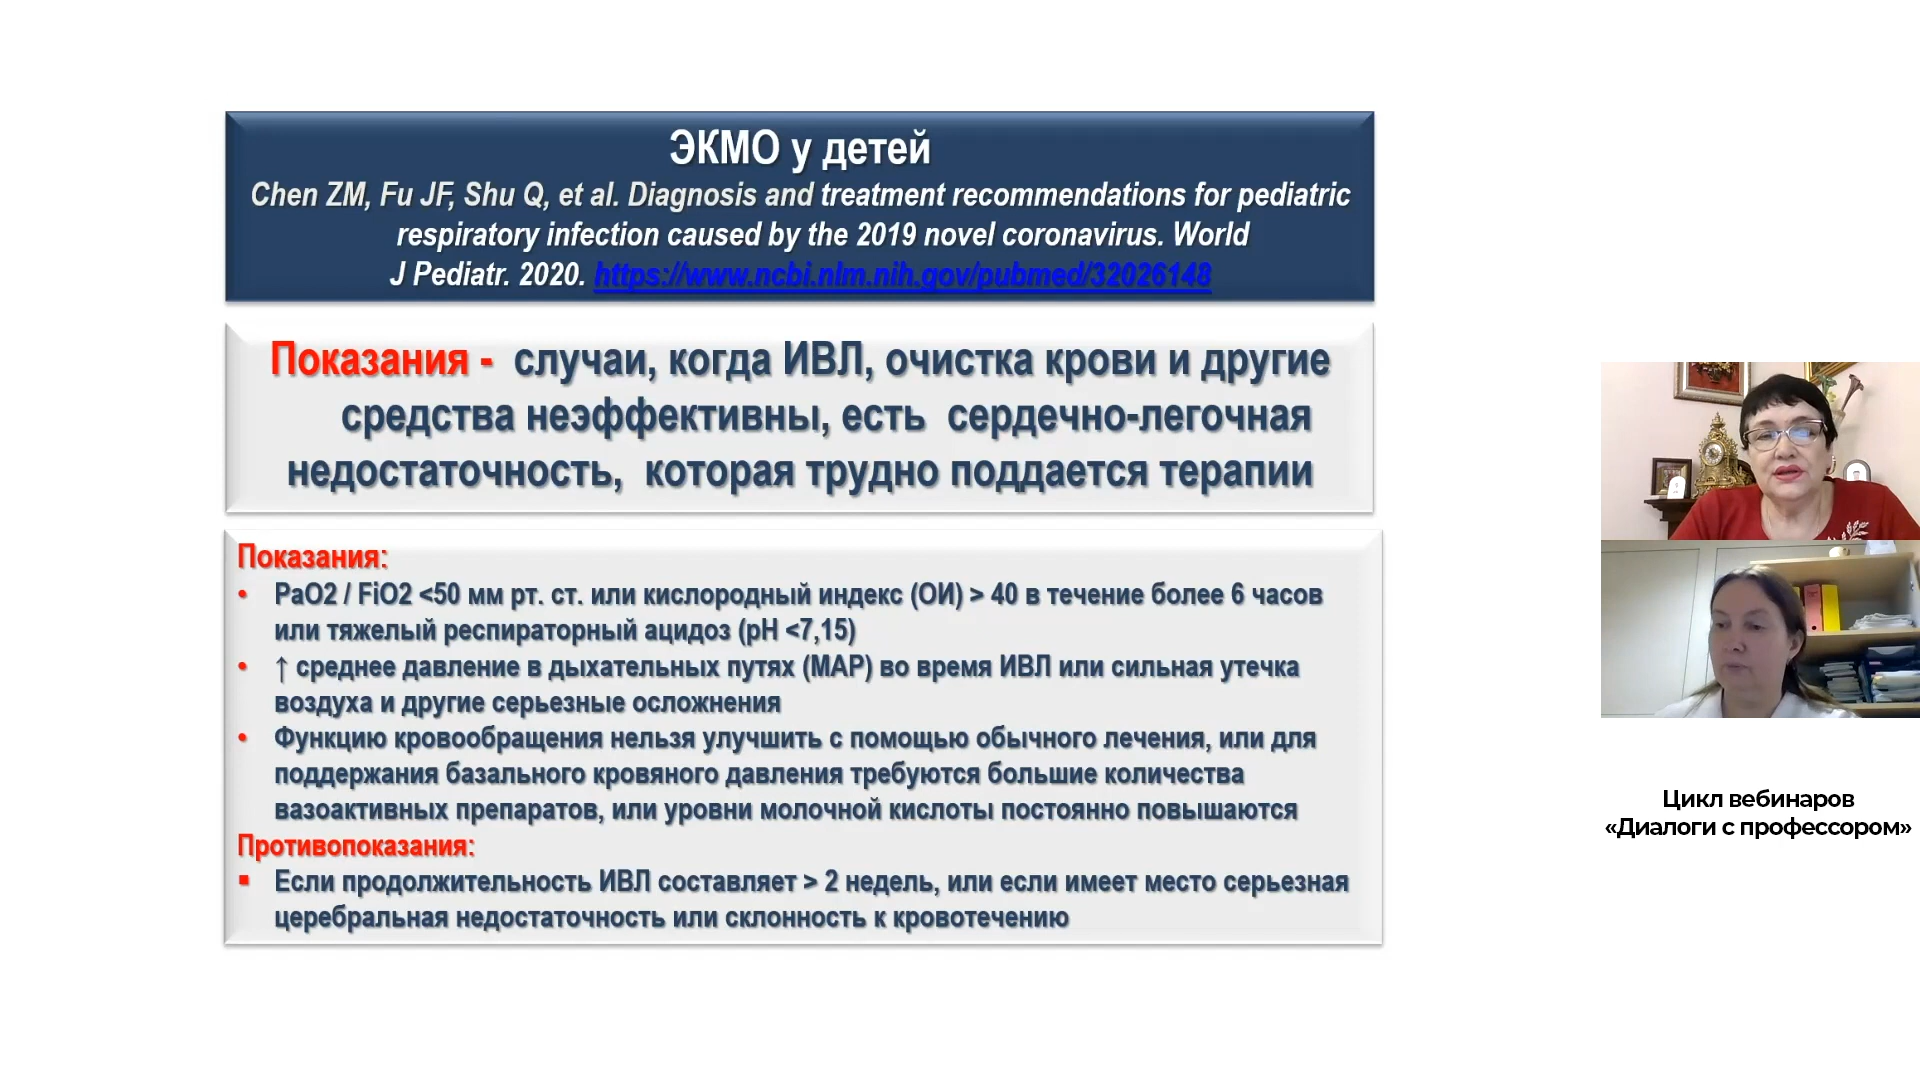 ЭКМО у детей
Chen ZM, Fu JF, Shu Q, et al. Diagnosis and treatment recommendations for pediatric
respiratory infection caused by the 2019 novel coronavirus. World
J Pediatr. 2020. https://www.ncbi.nlm.nih.gov/pubmed/32026148
Показания - случаи, когда ИВЛ, очистка крови и другие
средства неэффективны, есть сердечно-легочная
недостаточность, которая трудно поддается терапии
Показания:
• PaO2 / FiO2 <50 мм рт. ст. или кислородный индекс (ОИ) > 40 в течение более 6 часов
или тяжелый респираторный ацидоз (рН <7,15)
• ↑ среднее давление в дыхательных путях (МАР) во время ИВЛ или сильная утечка
воздуха и другие серьезные осложнения
• Функцию кровообращения нельзя улучшить с помощью обычного лечения, или для
поддержания базального кровяного давления требуются большие количества
вазоактивных препаратов, или уровни молочной кислоты постоянно повышаются
Противопоказания:
▪ Если продолжительность ИВЛ составляет > 2 недель, или если имеет место серьезная
церебральная недостаточность или склонность к кровотечению
Цикл вебинаров
«Диалоги с профессором»